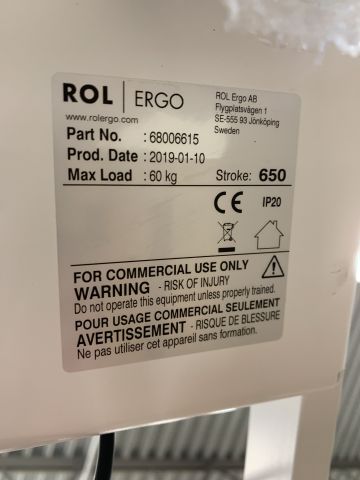 ROL | ERGO
www.rolergo.com
ROL Ergo AB
Flygplatsvägen 1
SE-555 93 Jönköping
Sweden
Part No. : 68006615
Prod. Date : 2019-01-10
Max Load : 60 kg Stroke: 650
CE IP20
FOR COMMERCIAL USE ONLY
WARNING - RISK OF INJURY
Do not operate this equipment unless properly trained.
POUR USAGE COMMERCIAL SEULEMENT
AVERTISSEMENT - RISQUE DE BLESSURE
Ne pas utiliser cet appareil sans formation.